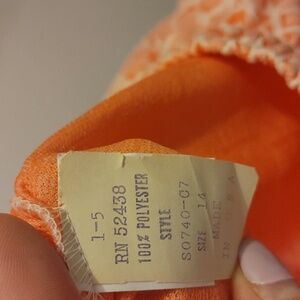 1-5
RN 52438
100% POLYESTER
STYLE
S0740-07
SIZE 14
MADE
IN